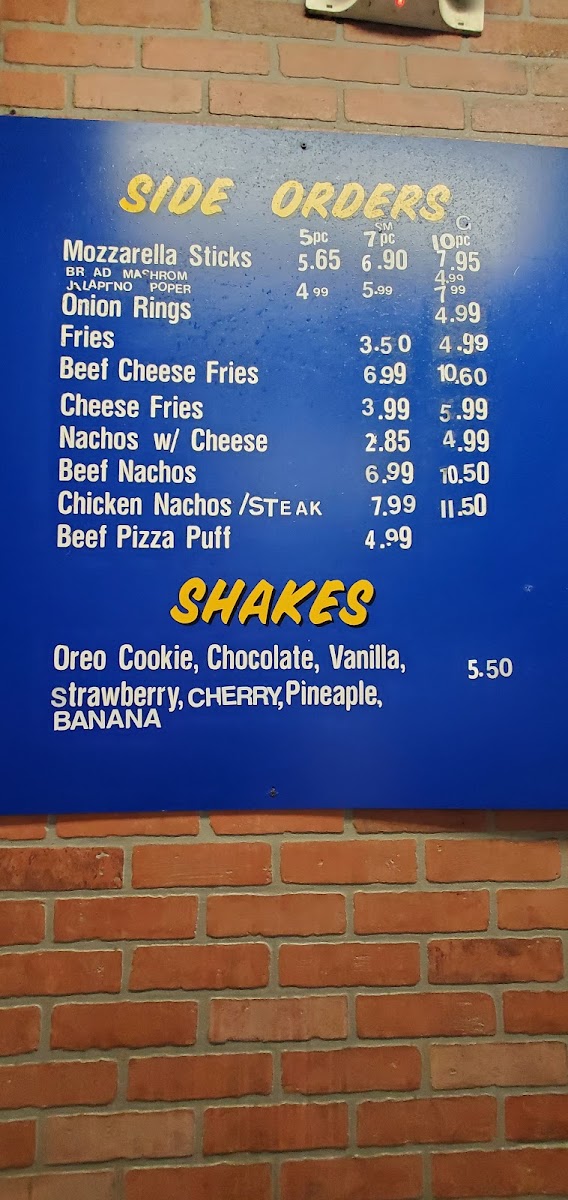 SIDE ORDERS
SM
5pc 7pc 10pc
Mozzarella Sticks 5.65 6.90 7.95
BR AD MASHROM 4.99
JALAPENO POPER 4 99 5.99 7 99
Onion Rings 4.99
Fries 3.50 4.99
Beef Cheese Fries 6.99 10.60
Cheese Fries 3.99 5.99
Nachos w/ Cheese 2.85 4.99
Beef Nachos 6.99 10.50
Chicken Nachos /STEAK 7.99 11.50
Beef Pizza Puff 4.99
SHAKES
Oreo Cookie, Chocolate, Vanilla, 5.50
Strawberry, CHERRY, Pineaple,
BANANA